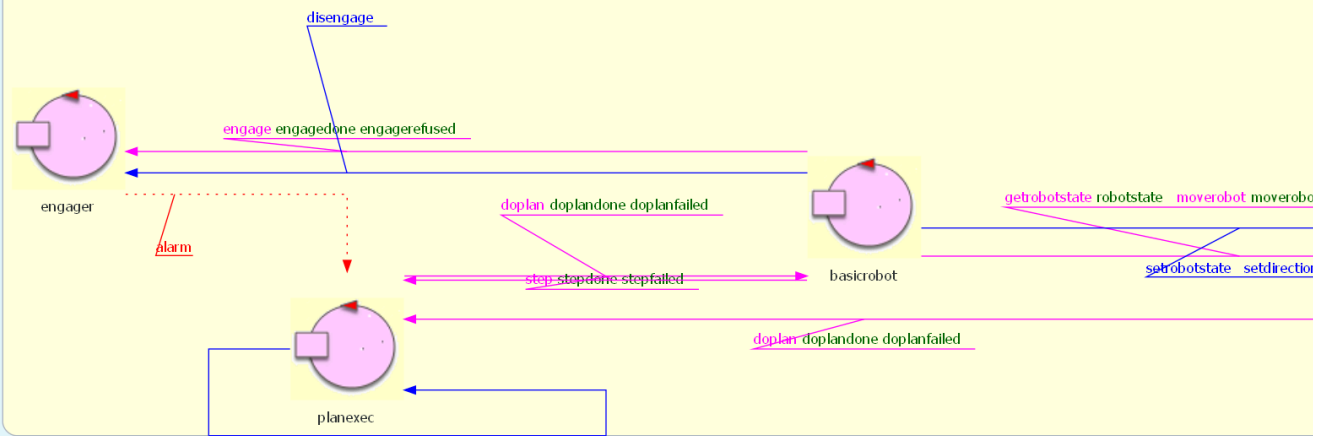 disengage
engage engagedone engagerefused
engager
doplan doplandone doplanfailed
getrobotstate robotstate moverobot moverobo
alarm
basicrobot
setrobotstate setdirection
step stepdone stepfailed
doplan doplandone doplanfailed
planexec